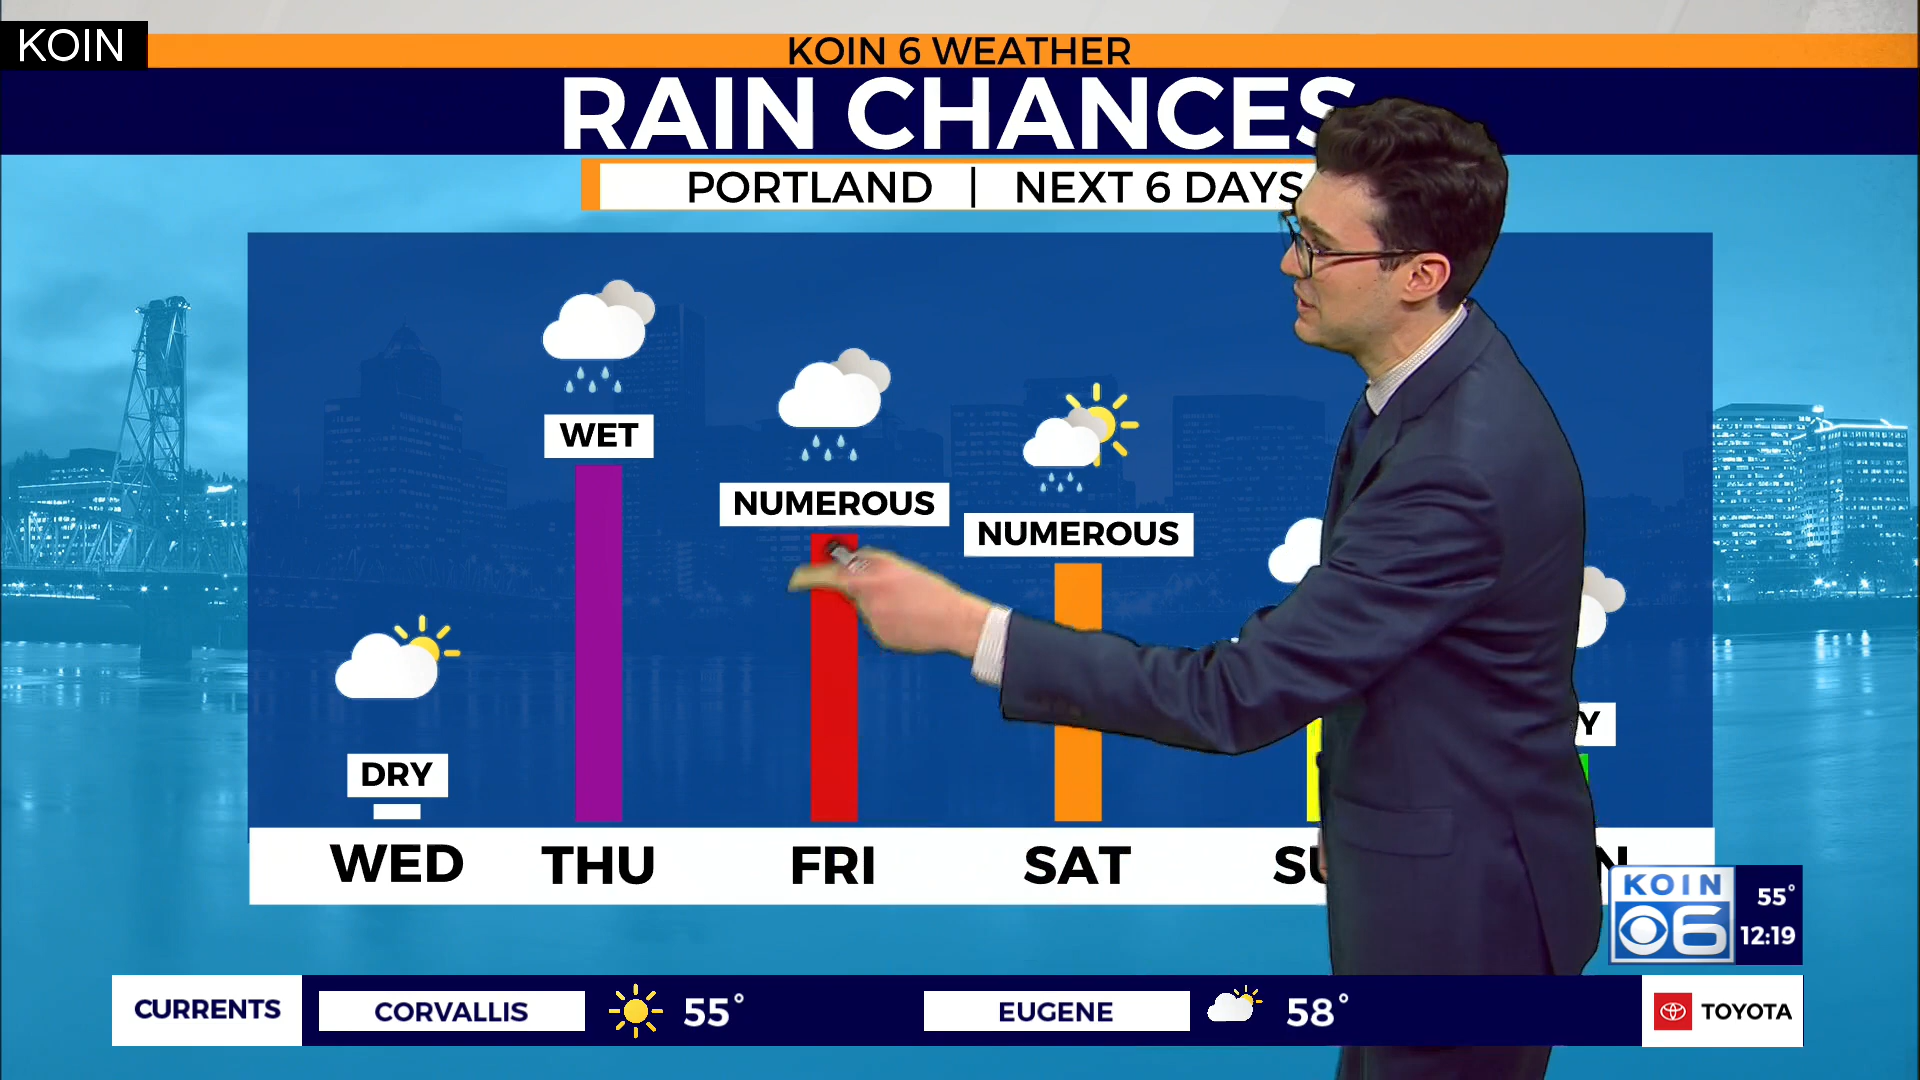 KOIN
KOIN 6 WEATHER
RAIN CHANCES
PORTLAND | NEXT 6 DAYS
WET
NUMEROUS
NUMEROUS
DRY
WED THU FRI SAT
KOIN
6
55°
12:19
CURRENTS CORVALLIS 55° EUGENE 58° TOYOTA